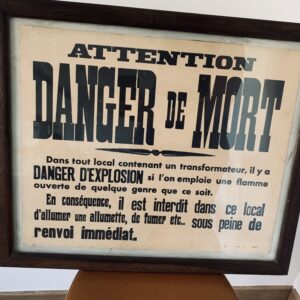 ATTENTION
DANGER DE MORT
Dans tout local contenant un transformateur, il y a
DANGER D'EXPLOSION si l'on emploie une flamme
ouverte de quelque genre que ce soit.
En conséquence, il est interdit dans ce local
d'allumer une allumette, de fumer etc.. sous peine de
renvoi immédiat.